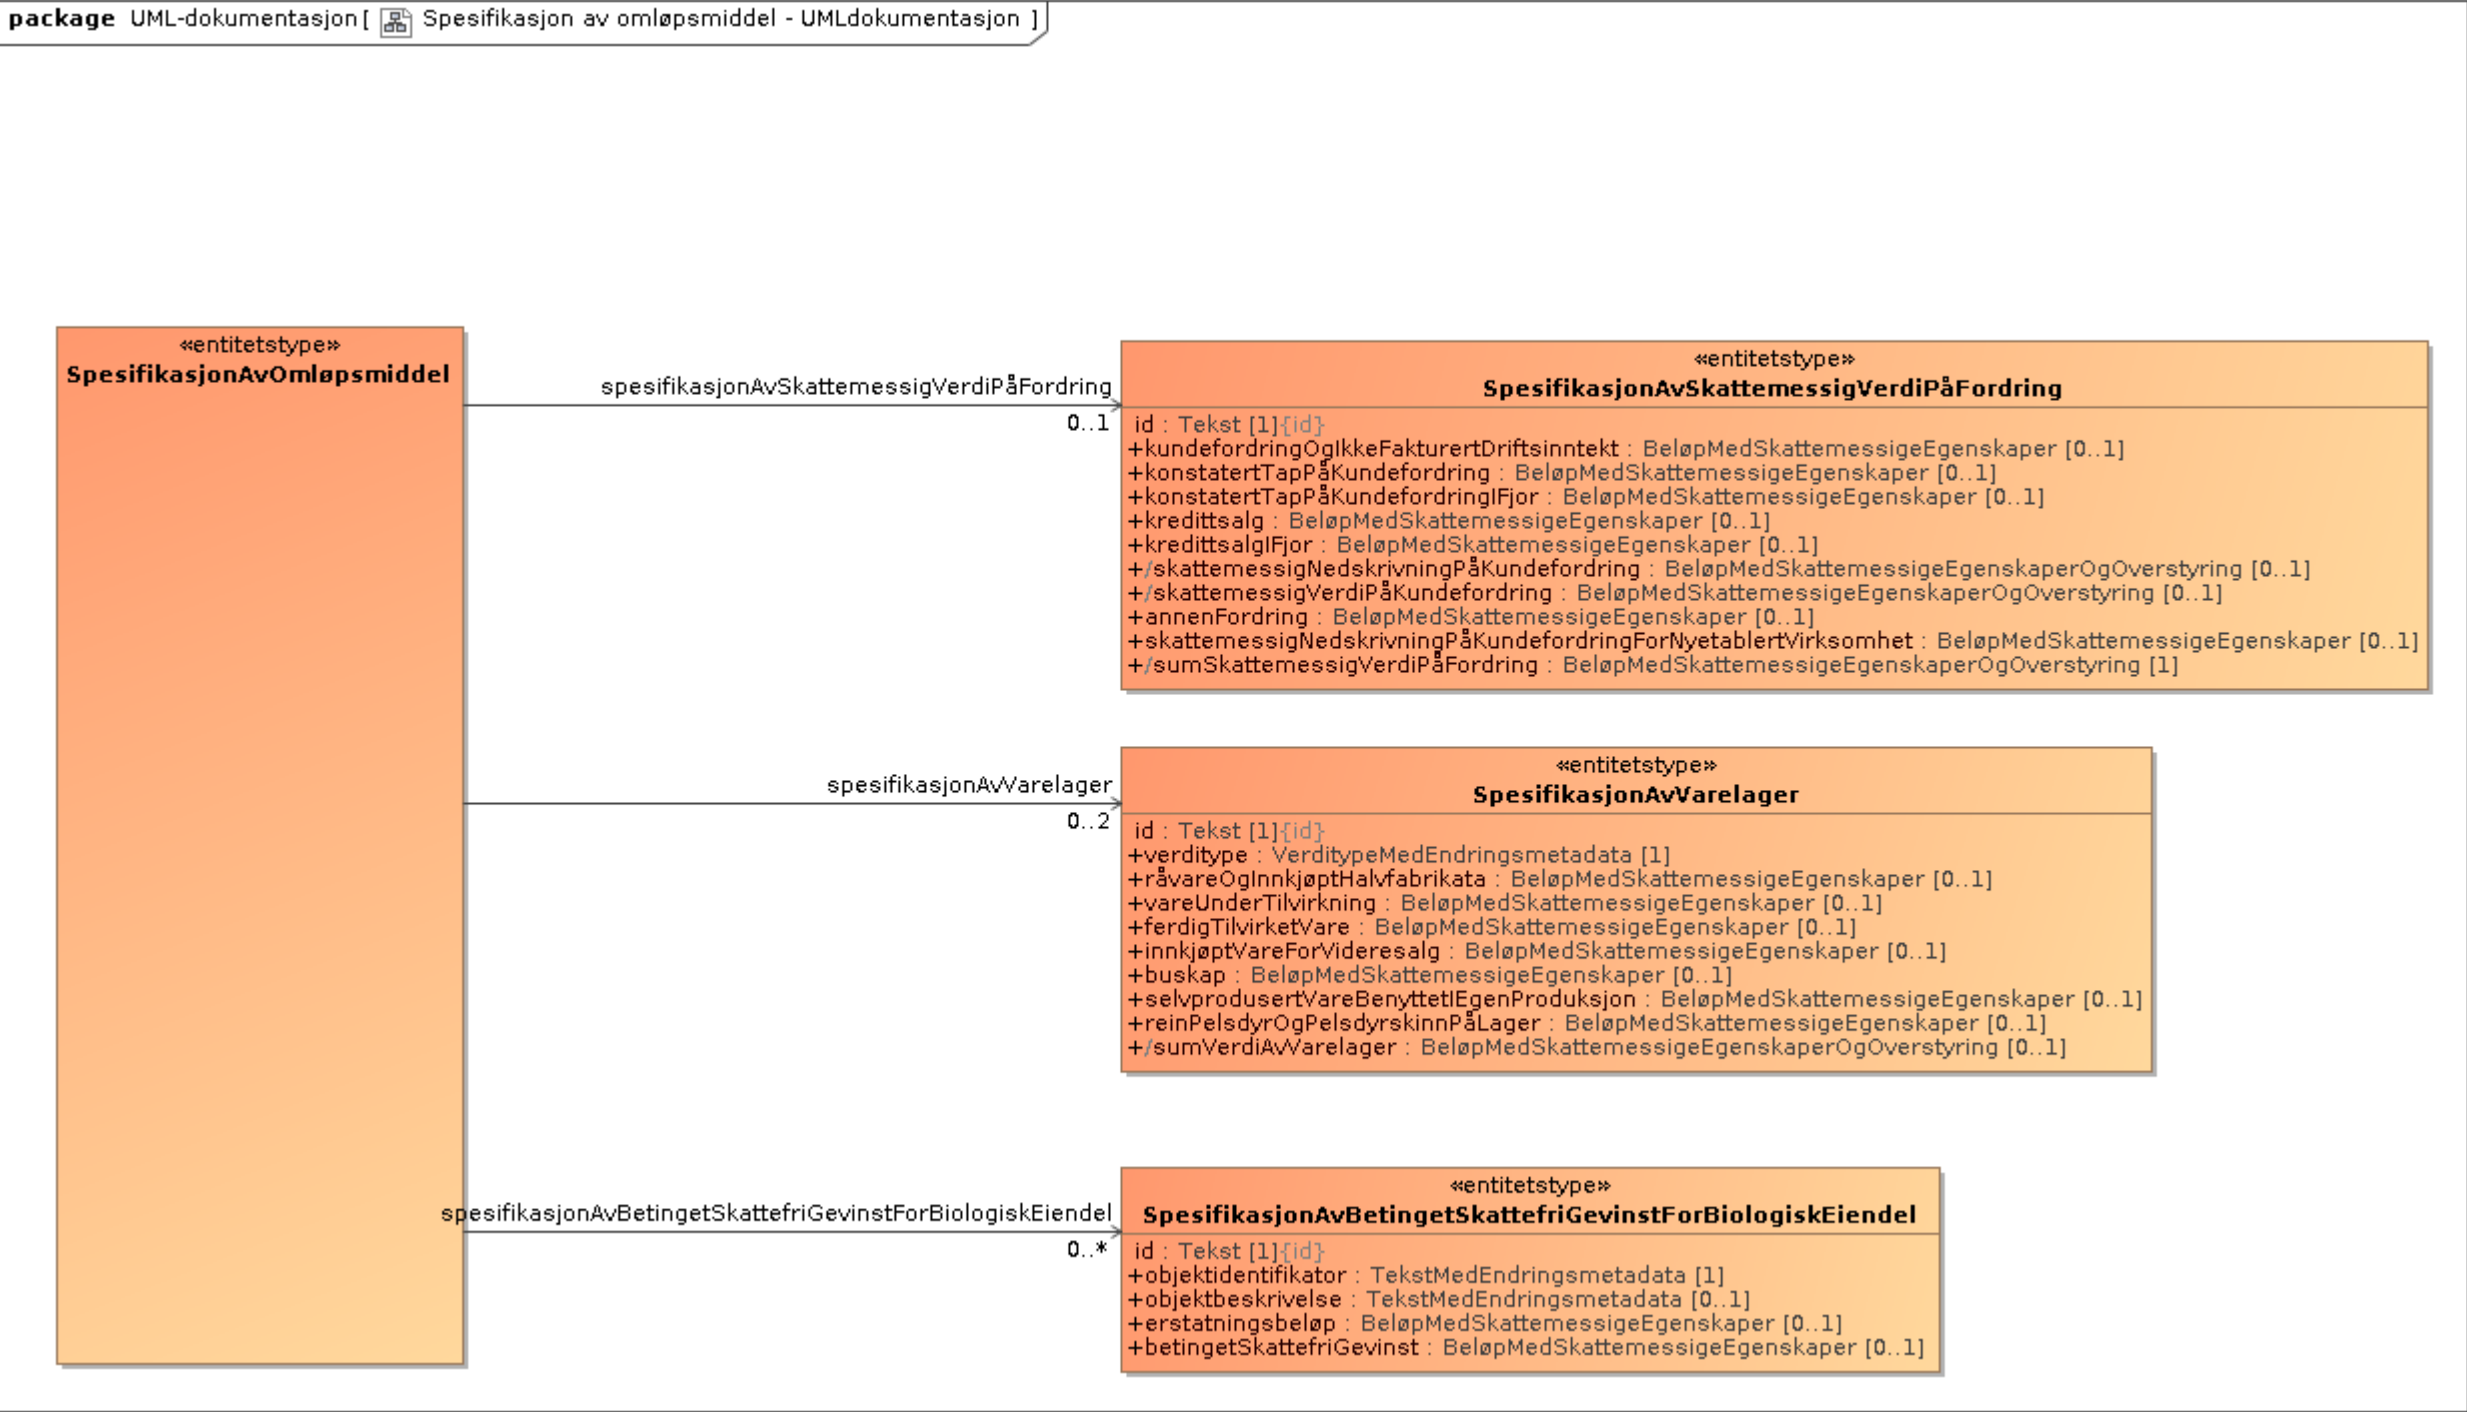 package UML-dokumentasjon [ Spesifikasjon av omløpsmiddel - UMLdokumentasjon ]
«entitetstype»
SpesifikasjonAvOmløpsmiddel
spesifikasjonAvSkattemessigVerdiPåFordring
0..1
«entitetstype»
SpesifikasjonAvSkattemessigVerdiPåFordring
id : Tekst [1]{id}
+kundefordringOgIkkeFakturertDriftsinntekt : BeløpMedSkattemessigeEgenskaper [0..1]
+konstatertTapPåKundefordring : BeløpMedSkattemessigeEgenskaper [0..1]
+konstatertTapPåKundefordringIFjor : BeløpMedSkattemessigeEgenskaper [0..1]
+kredittsalg : BeløpMedSkattemessigeEgenskaper [0..1]
+kredittsalgIFjor : BeløpMedSkattemessigeEgenskaper [0..1]
+/skattemessigNedskrivningPåKundefordring : BeløpMedSkattemessigeEgenskaperOgOverstyring [0..1]
+/skattemessigVerdiPåKundefordring : BeløpMedSkattemessigeEgenskaperOgOverstyring [0..1]
+annenFordring : BeløpMedSkattemessigeEgenskaper [0..1]
+skattemessigNedskrivningPåKundefordringForNyetablertVirksomhet : BeløpMedSkattemessigeEgenskaper [0..1]
+/sumSkattemessigVerdiPåFordring : BeløpMedSkattemessigeEgenskaperOgOverstyring [1]
spesifikasjonAvVarelager
0..2
«entitetstype»
SpesifikasjonAvVarelager
id : Tekst [1]{id}
+verditype : VerditypeMedEndringsmetadata [1]
+råvareOgInnkjøptHalvfabrikata : BeløpMedSkattemessigeEgenskaper [0..1]
+vareUnderTilvirkning : BeløpMedSkattemessigeEgenskaper [0..1]
+ferdigTilvirketVare : BeløpMedSkattemessigeEgenskaper [0..1]
+innkjøptVareForVideresalg : BeløpMedSkattemessigeEgenskaper [0..1]
+buskap : BeløpMedSkattemessigeEgenskaper [0..1]
+selvprodusertVareBenyttetIEgenProduksjon : BeløpMedSkattemessigeEgenskaper [0..1]
+reinPelsdyrOgPelsdyrskinnPåLager : BeløpMedSkattemessigeEgenskaper [0..1]
+/sumVerdiAvVarelager : BeløpMedSkattemessigeEgenskaperOgOverstyring [0..1]
spesifikasjonAvBetingetSkattefriGevinstForBiologiskEiendel
0..*
«entitetstype»
SpesifikasjonAvBetingetSkattefriGevinstForBiologiskEiendel
id : Tekst [1]{id}
+objektidentifikator : TekstMedEndringsmetadata [1]
+objektbeskrivelse : TekstMedEndringsmetadata [0..1]
+erstatningsbeløp : BeløpMedSkattemessigeEgenskaper [0..1]
+betingetSkattefriGevinst : BeløpMedSkattemessigeEgenskaper [0..1]